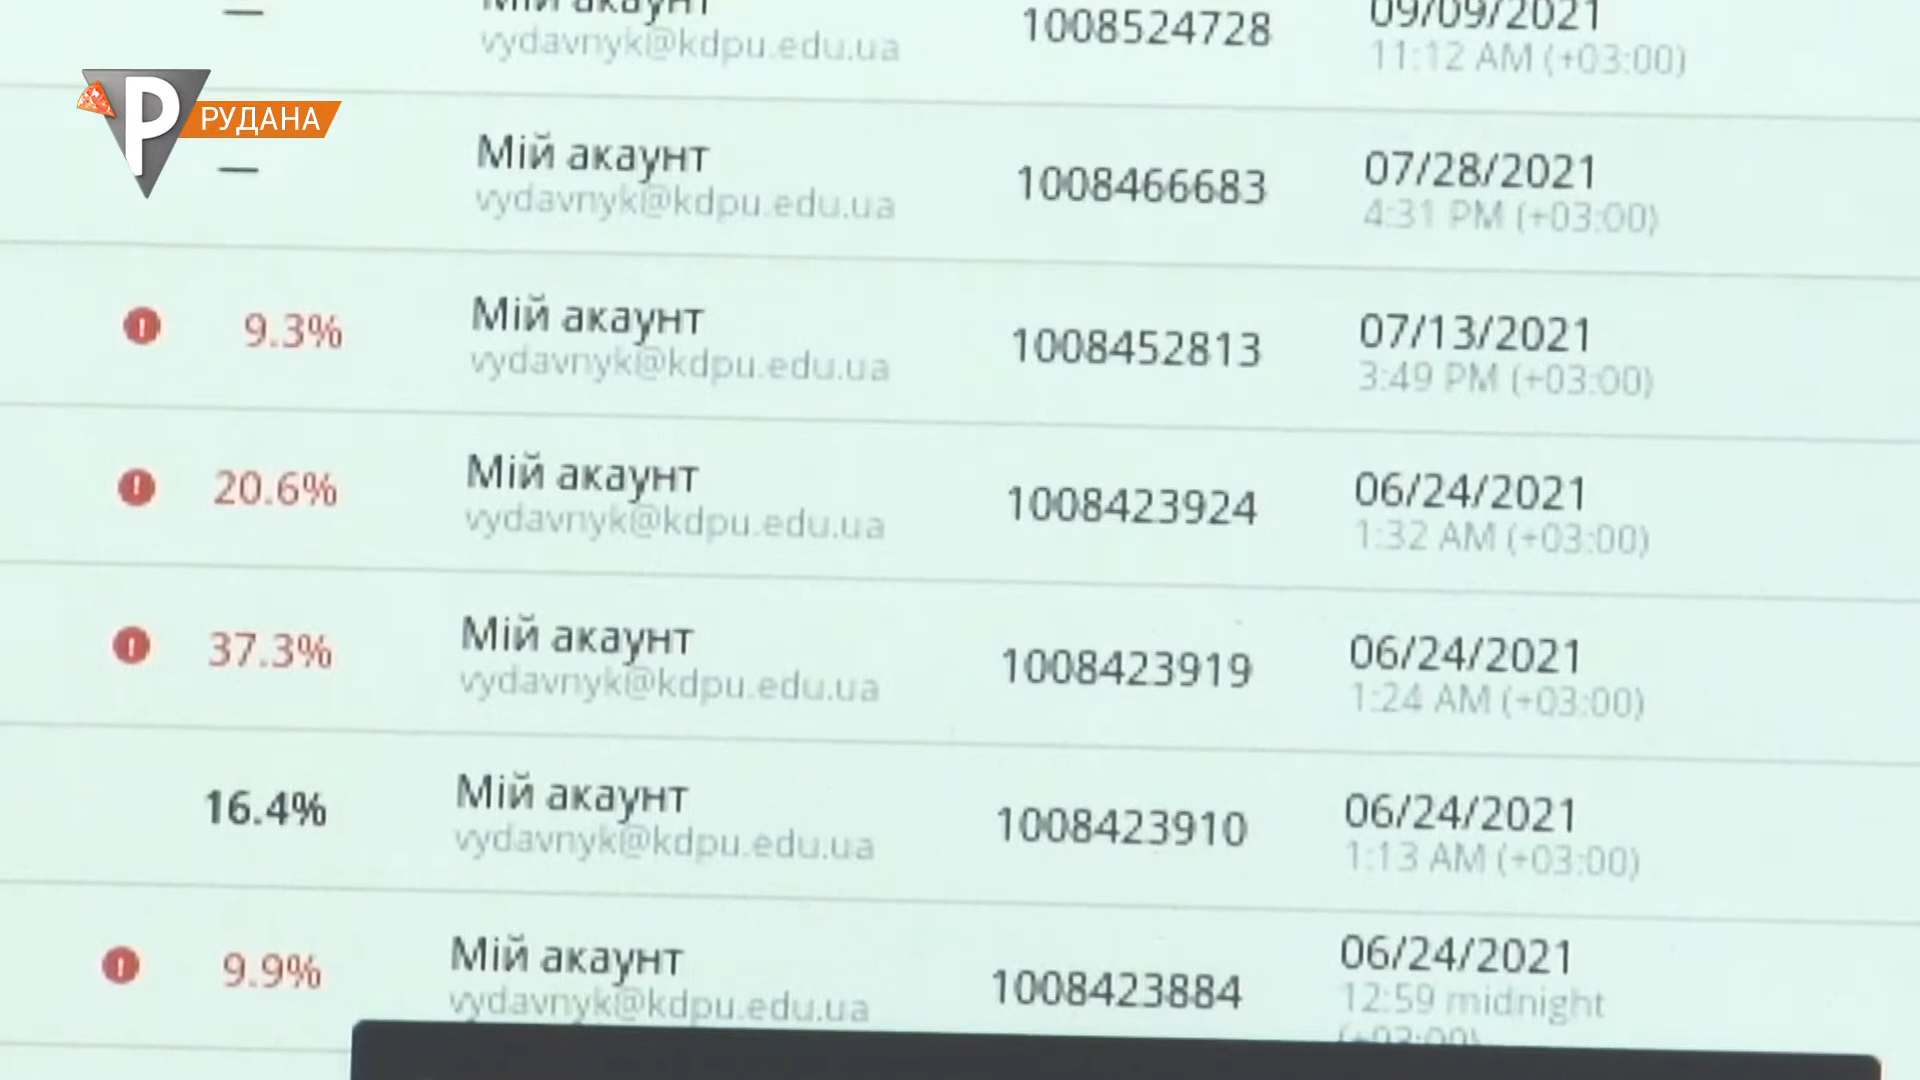 — Мій акаунт 1008524728 09/09/2021
vydavnyk@kdpu.edu.ua 11:12 AM (+03:00)
Р РУДАНА
— Мій акаунт 1008466683 07/28/2021
vydavnyk@kdpu.edu.ua 4:31 PM (+03:00)
! 9.3% Мій акаунт 1008452813 07/13/2021
vydavnyk@kdpu.edu.ua 3:49 PM (+03:00)
! 20.6% Мій акаунт 1008423924 06/24/2021
vydavnyk@kdpu.edu.ua 1:32 AM (+03:00)
! 37.3% Мій акаунт 1008423919 06/24/2021
vydavnyk@kdpu.edu.ua 1:24 AM (+03:00)
16.4% Мій акаунт 1008423910 06/24/2021
vydavnyk@kdpu.edu.ua 1:13 AM (+03:00)
! 9.9% Мій акаунт 1008423884 06/24/2021
vydavnyk@kdpu.edu.ua 12:59 midnight
(+03:00)